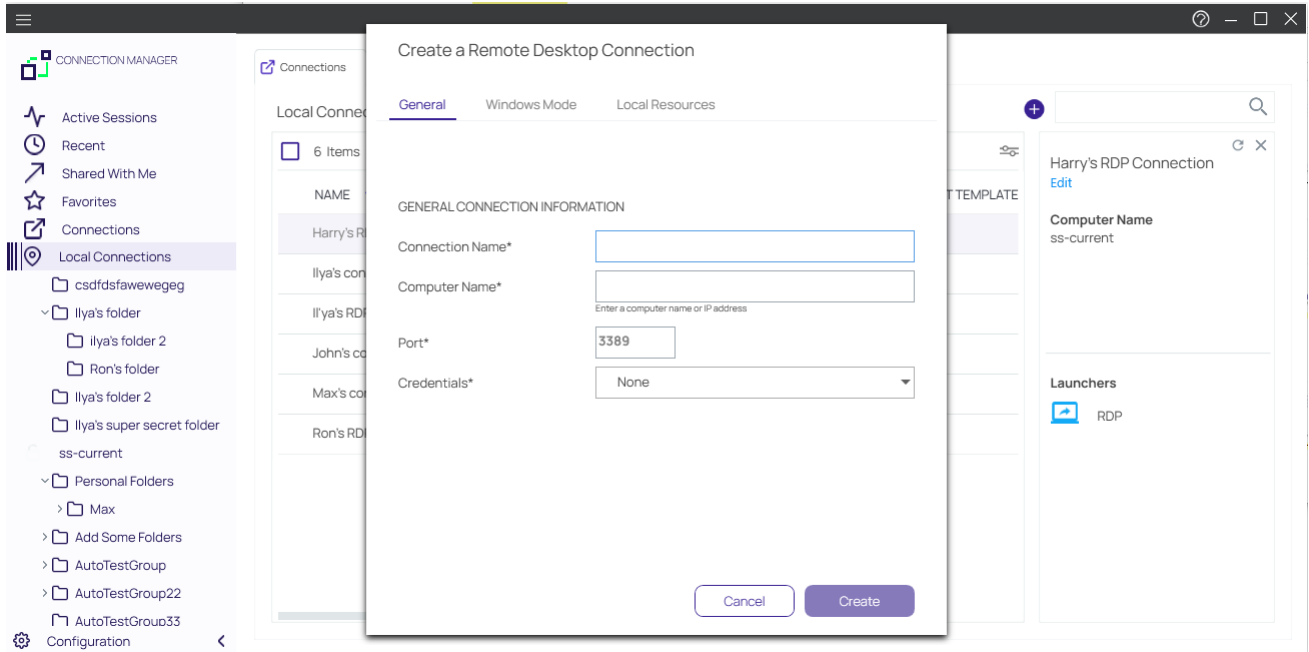 CONNECTION MANAGER
Active Sessions
Recent
Shared With Me
Favorites
Connections
Local Connections
csdfdsfawewegeg
Ilya's folder
ilya's folder 2
Ron's folder
Ilya's folder 2
Ilya's super secret folder
ss-current
Personal Folders
Max
Add Some Folders
AutoTestGroup
AutoTestGroup22
AutoTestGroup33
Configuration
Connections
Local Connec
6 Items
NAME
T TEMPLATE
Harry's R
Ilya's con
Il'ya's RD
John's co
Max's co
Ron's RD
Create a Remote Desktop Connection
General Windows Mode Local Resources
GENERAL CONNECTION INFORMATION
Connection Name*
Computer Name*
Enter a computer name or IP address
Port* 3389
Credentials* None
Cancel Create
Harry's RDP Connection
Edit
Computer Name
ss-current
Launchers
RDP